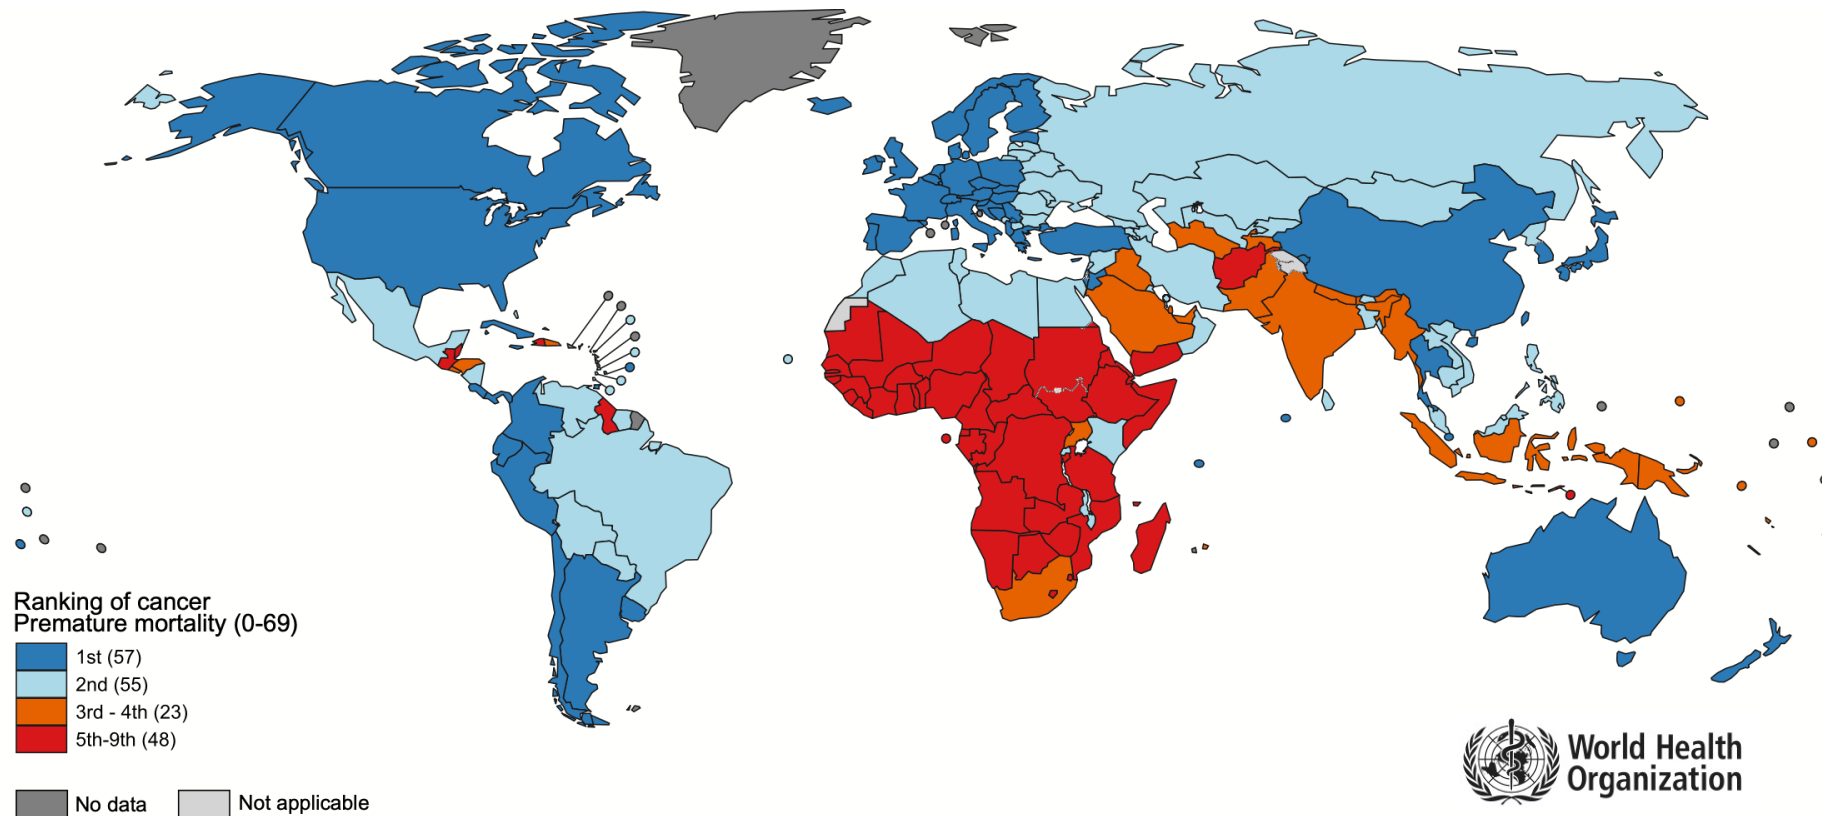 Ranking of cancer
Premature mortality (0-69)
1st (57)
2nd (55)
3rd - 4th (23)
5th-9th (48)
No data
Not applicable
World Health
Organization